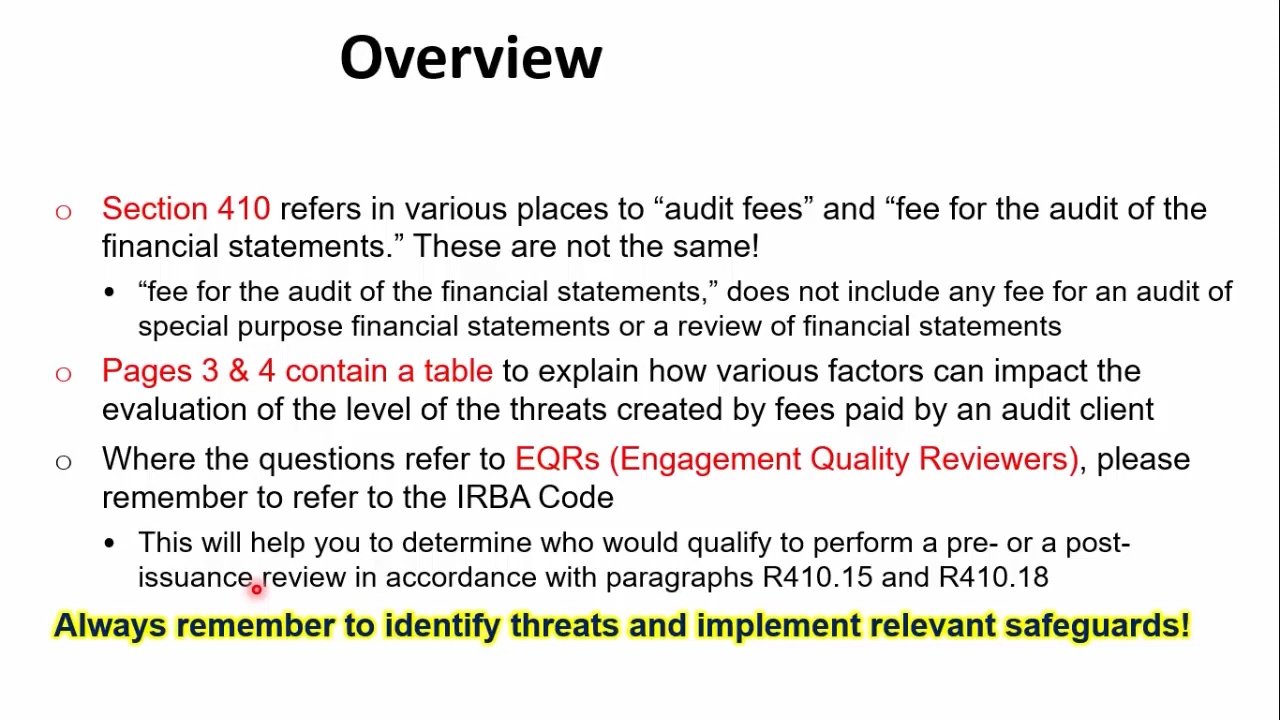 Overview
o Section 410 refers in various places to “audit fees” and “fee for the audit of the
financial statements.” These are not the same!
• “fee for the audit of the financial statements,” does not include any fee for an audit of
special purpose financial statements or a review of financial statements
o Pages 3 & 4 contain a table to explain how various factors can impact the
evaluation of the level of the threats created by fees paid by an audit client
o Where the questions refer to EQRs (Engagement Quality Reviewers), please
remember to refer to the IRBA Code
• This will help you to determine who would qualify to perform a pre- or a post-
issuance review in accordance with paragraphs R410.15 and R410.18
Always remember to identify threats and implement relevant safeguards!